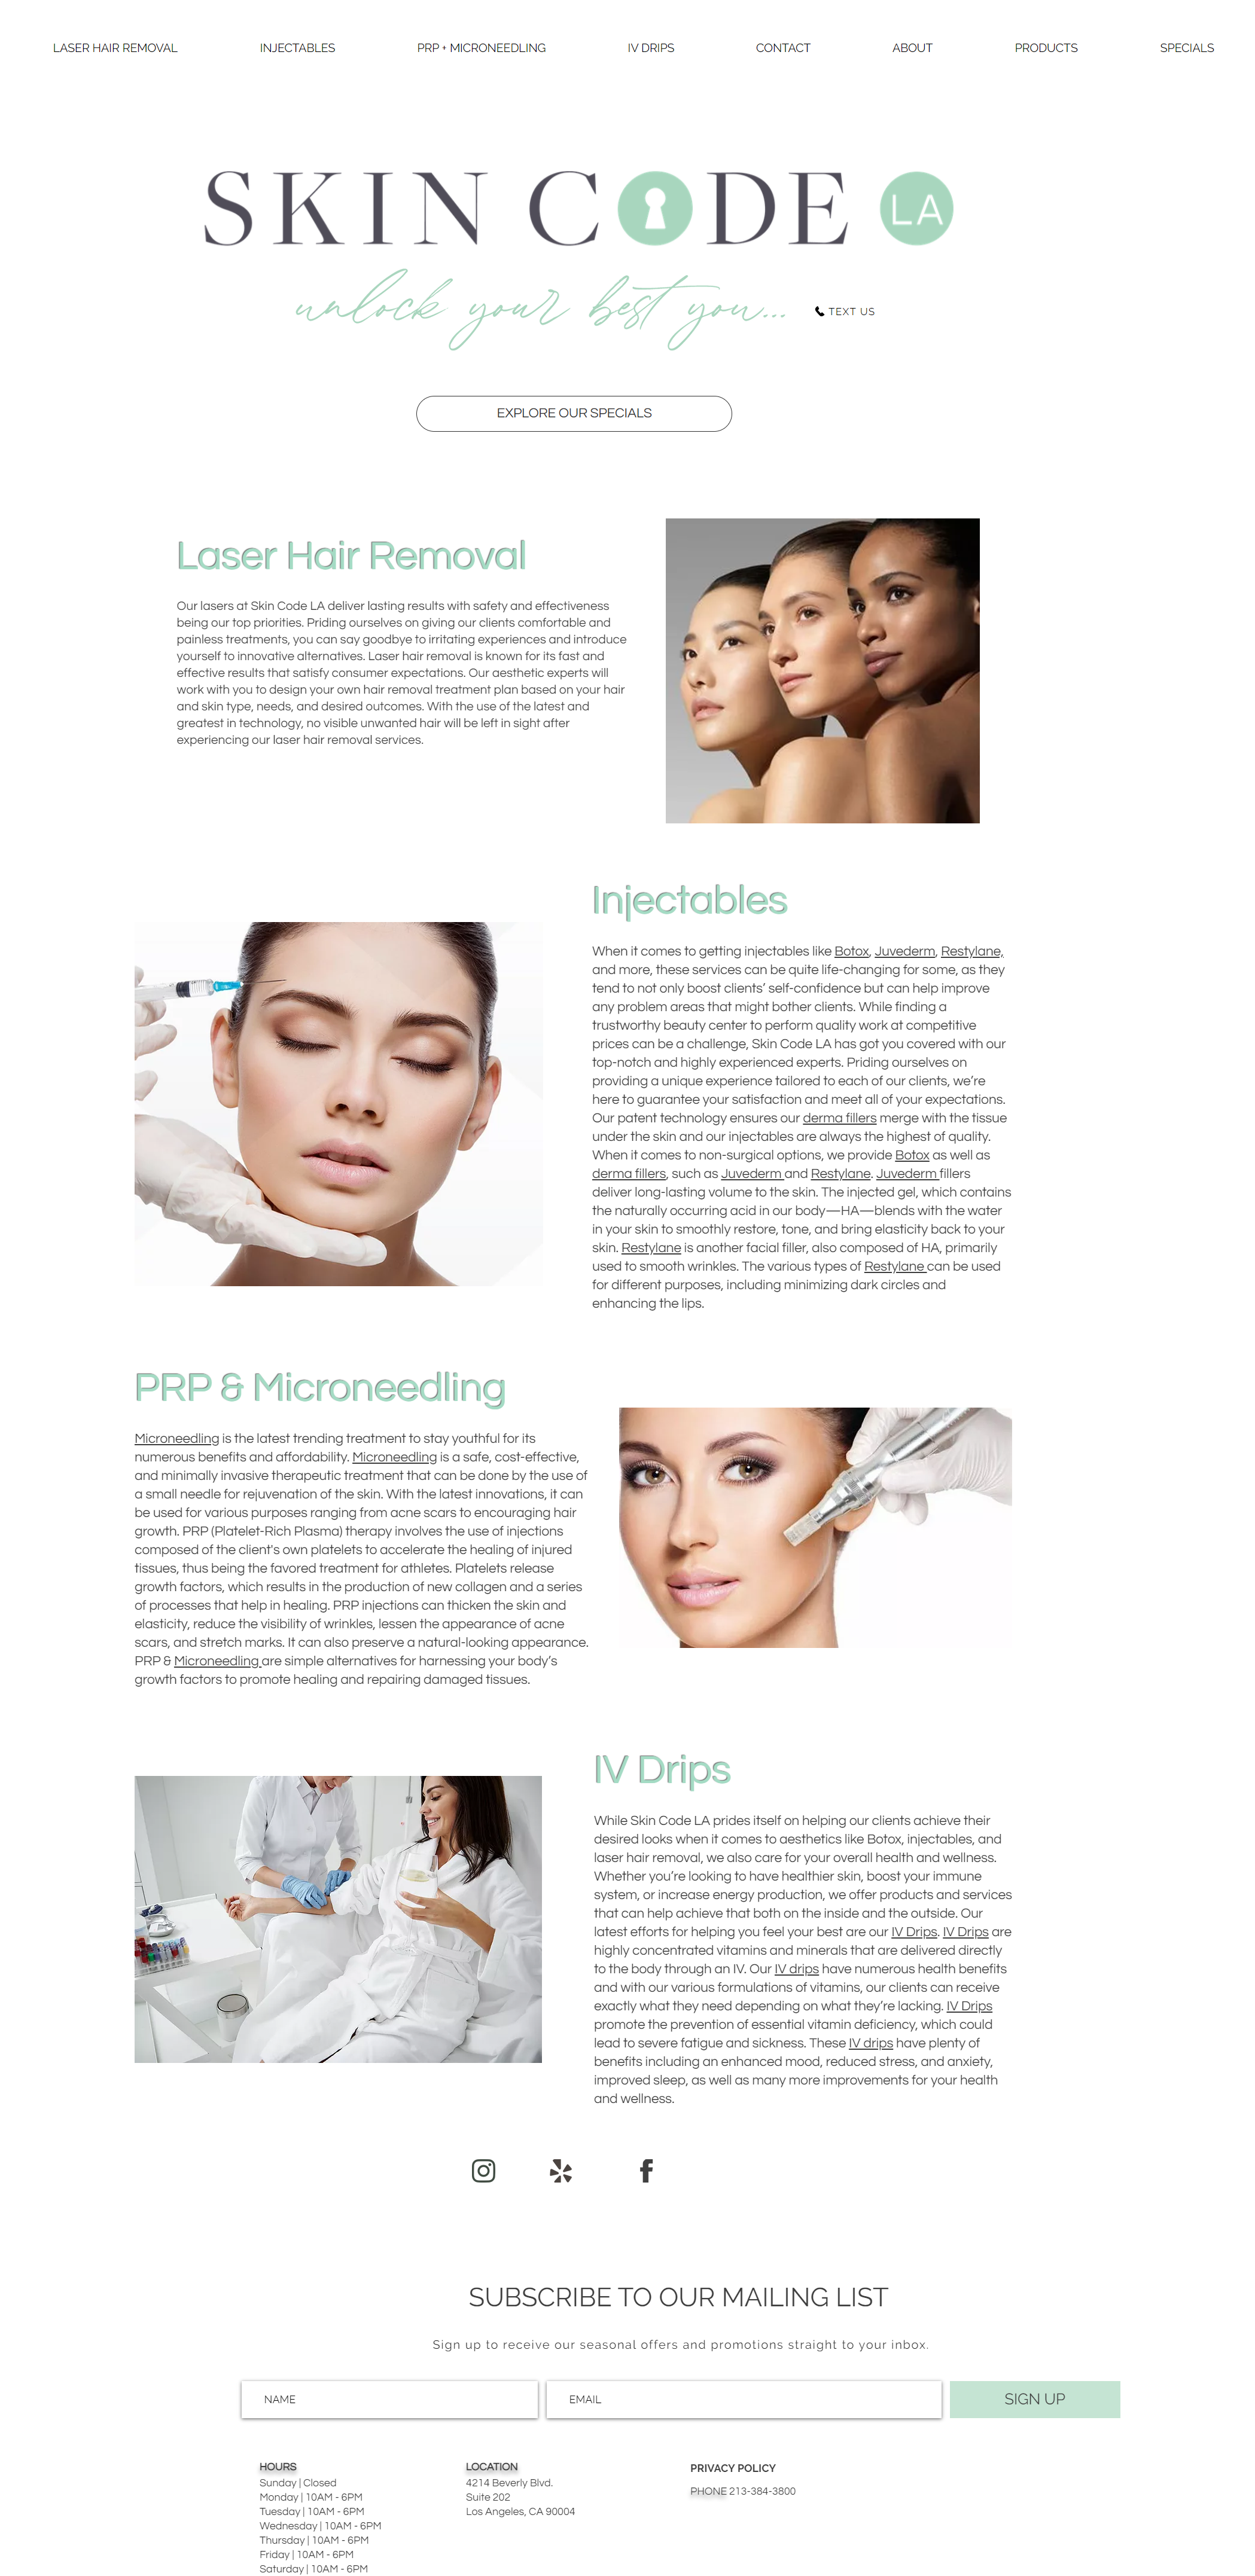 LASER HAIR REMOVAL INJECTABLES PRP + MICRONEEDLING IV DRIPS CONTACT ABOUT PRODUCTS SPECIALS
SKIN CODE LA
unlock your best you...
TEXT US
EXPLORE OUR SPECIALS
Laser Hair Removal
Our lasers at Skin Code LA deliver lasting results with safety and effectiveness
being our top priorities. Priding ourselves on giving our clients comfortable and
painless treatments, you can say goodbye to irritating experiences and introduce
yourself to innovative alternatives. Laser hair removal is known for its fast and
effective results that satisfy consumer expectations. Our aesthetic experts will
work with you to design your own hair removal treatment plan based on your hair
and skin type, needs, and desired outcomes. With the use of the latest and
greatest in technology, no visible unwanted hair will be left in sight after
experiencing our laser hair removal services.
Injectables
When it comes to getting injectables like Botox, Juvederm, Restylane,
and more, these services can be quite life-changing for some, as they
tend to not only boost clients’ self-confidence but can help improve
any problem areas that might bother clients. While finding a
trustworthy beauty center to perform quality work at competitive
prices can be a challenge, Skin Code LA has got you covered with our
top-notch and highly experienced experts. Priding ourselves on
providing a unique experience tailored to each of our clients, we’re
here to guarantee your satisfaction and meet all of your expectations.
Our patent technology ensures our derma fillers merge with the tissue
under the skin and our injectables are always the highest of quality.
When it comes to non-surgical options, we provide Botox as well as
derma fillers, such as Juvederm and Restylane. Juvederm fillers
deliver long-lasting volume to the skin. The injected gel, which contains
the naturally occurring acid in our body—HA—blends with the water
in your skin to smoothly restore, tone, and bring elasticity back to your
skin. Restylane is another facial filler, also composed of HA, primarily
used to smooth wrinkles. The various types of Restylane can be used
for different purposes, including minimizing dark circles and
enhancing the lips.
PRP & Microneedling
Microneedling is the latest trending treatment to stay youthful for its
numerous benefits and affordability. Microneedling is a safe, cost-effective,
and minimally invasive therapeutic treatment that can be done by the use of
a small needle for rejuvenation of the skin. With the latest innovations, it can
be used for various purposes ranging from acne scars to encouraging hair
growth. PRP (Platelet-Rich Plasma) therapy involves the use of injections
composed of the client's own platelets to accelerate the healing of injured
tissues, thus being the favored treatment for athletes. Platelets release
growth factors, which results in the production of new collagen and a series
of processes that help in healing. PRP injections can thicken the skin and
elasticity, reduce the visibility of wrinkles, lessen the appearance of acne
scars, and stretch marks. It can also preserve a natural-looking appearance.
PRP & Microneedling are simple alternatives for harnessing your body’s
growth factors to promote healing and repairing damaged tissues.
IV Drips
While Skin Code LA prides itself on helping our clients achieve their
desired looks when it comes to aesthetics like Botox, injectables, and
laser hair removal, we also care for your overall health and wellness.
Whether you’re looking to have healthier skin, boost your immune
system, or increase energy production, we offer products and services
that can help achieve that both on the inside and the outside. Our
latest efforts for helping you feel your best are our IV Drips. IV Drips are
highly concentrated vitamins and minerals that are delivered directly
to the body through an IV. Our IV drips have numerous health benefits
and with our various formulations of vitamins, our clients can receive
exactly what they need depending on what they’re lacking. IV Drips
promote the prevention of essential vitamin deficiency, which could
lead to severe fatigue and sickness. These IV drips have plenty of
benefits including an enhanced mood, reduced stress, and anxiety,
improved sleep, as well as many more improvements for your health
and wellness.
SUBSCRIBE TO OUR MAILING LIST
Sign up to receive our seasonal offers and promotions straight to your inbox.
NAME EMAIL SIGN UP
HOURS
Sunday | Closed
Monday | 10AM - 6PM
Tuesday | 10AM - 6PM
Wednesday | 10AM - 6PM
Thursday | 10AM - 6PM
Friday | 10AM - 6PM
Saturday | 10AM - 6PM
LOCATION
4214 Beverly Blvd.
Suite 202
Los Angeles, CA 90004
PRIVACY POLICY
PHONE 213-384-3800